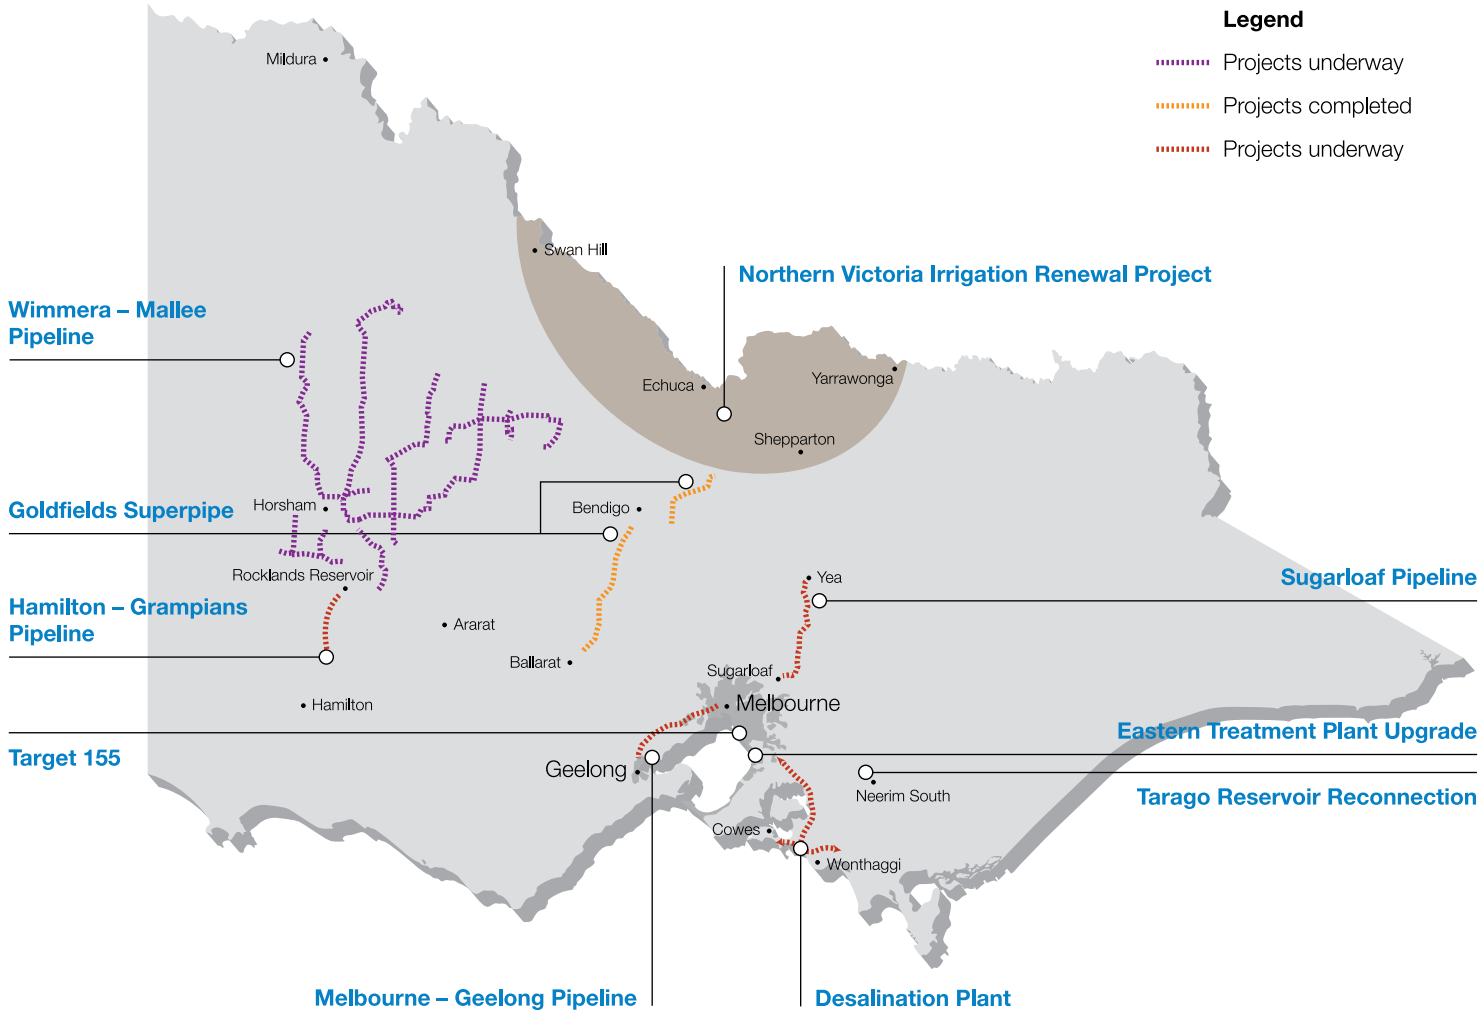 Legend
Projects underway
Projects completed
Projects underway
Mildura
Swan Hill
Northern Victoria Irrigation Renewal Project
Wimmera – Mallee
Pipeline
Echuca
Yarrawonga
Shepparton
Horsham
Goldfields Superpipe
Bendigo
Rocklands Reservoir
Yea
Sugarloaf Pipeline
Hamilton – Grampians
Pipeline
Ararat
Ballarat
Sugarloaf
Hamilton
Melbourne
Eastern Treatment Plant Upgrade
Target 155
Geelong
Neerim South
Tarago Reservoir Reconnection
Cowes
Wonthaggi
Melbourne – Geelong Pipeline
Desalination Plant